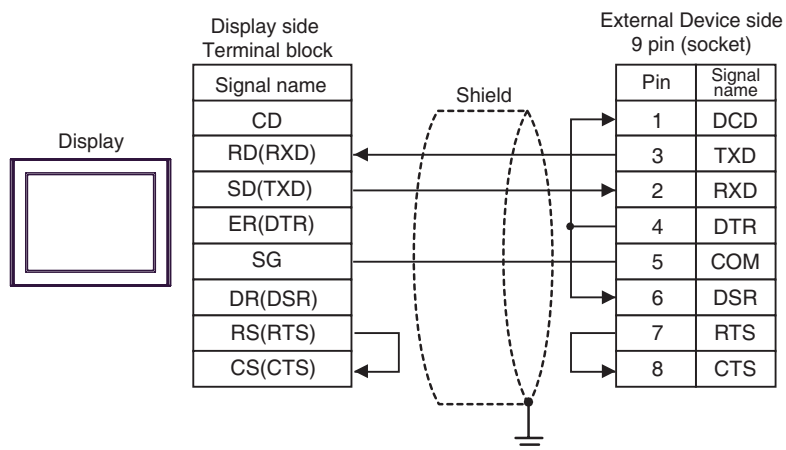 Display side
Terminal block
External Device side
9 pin (socket)
Display
Shield
Signal name
CD
RD(RXD)
SD(TXD)
ER(DTR)
SG
DR(DSR)
RS(RTS)
CS(CTS)
Pin Signal name
1 DCD
3 TXD
2 RXD
4 DTR
5 COM
6 DSR
7 RTS
8 CTS